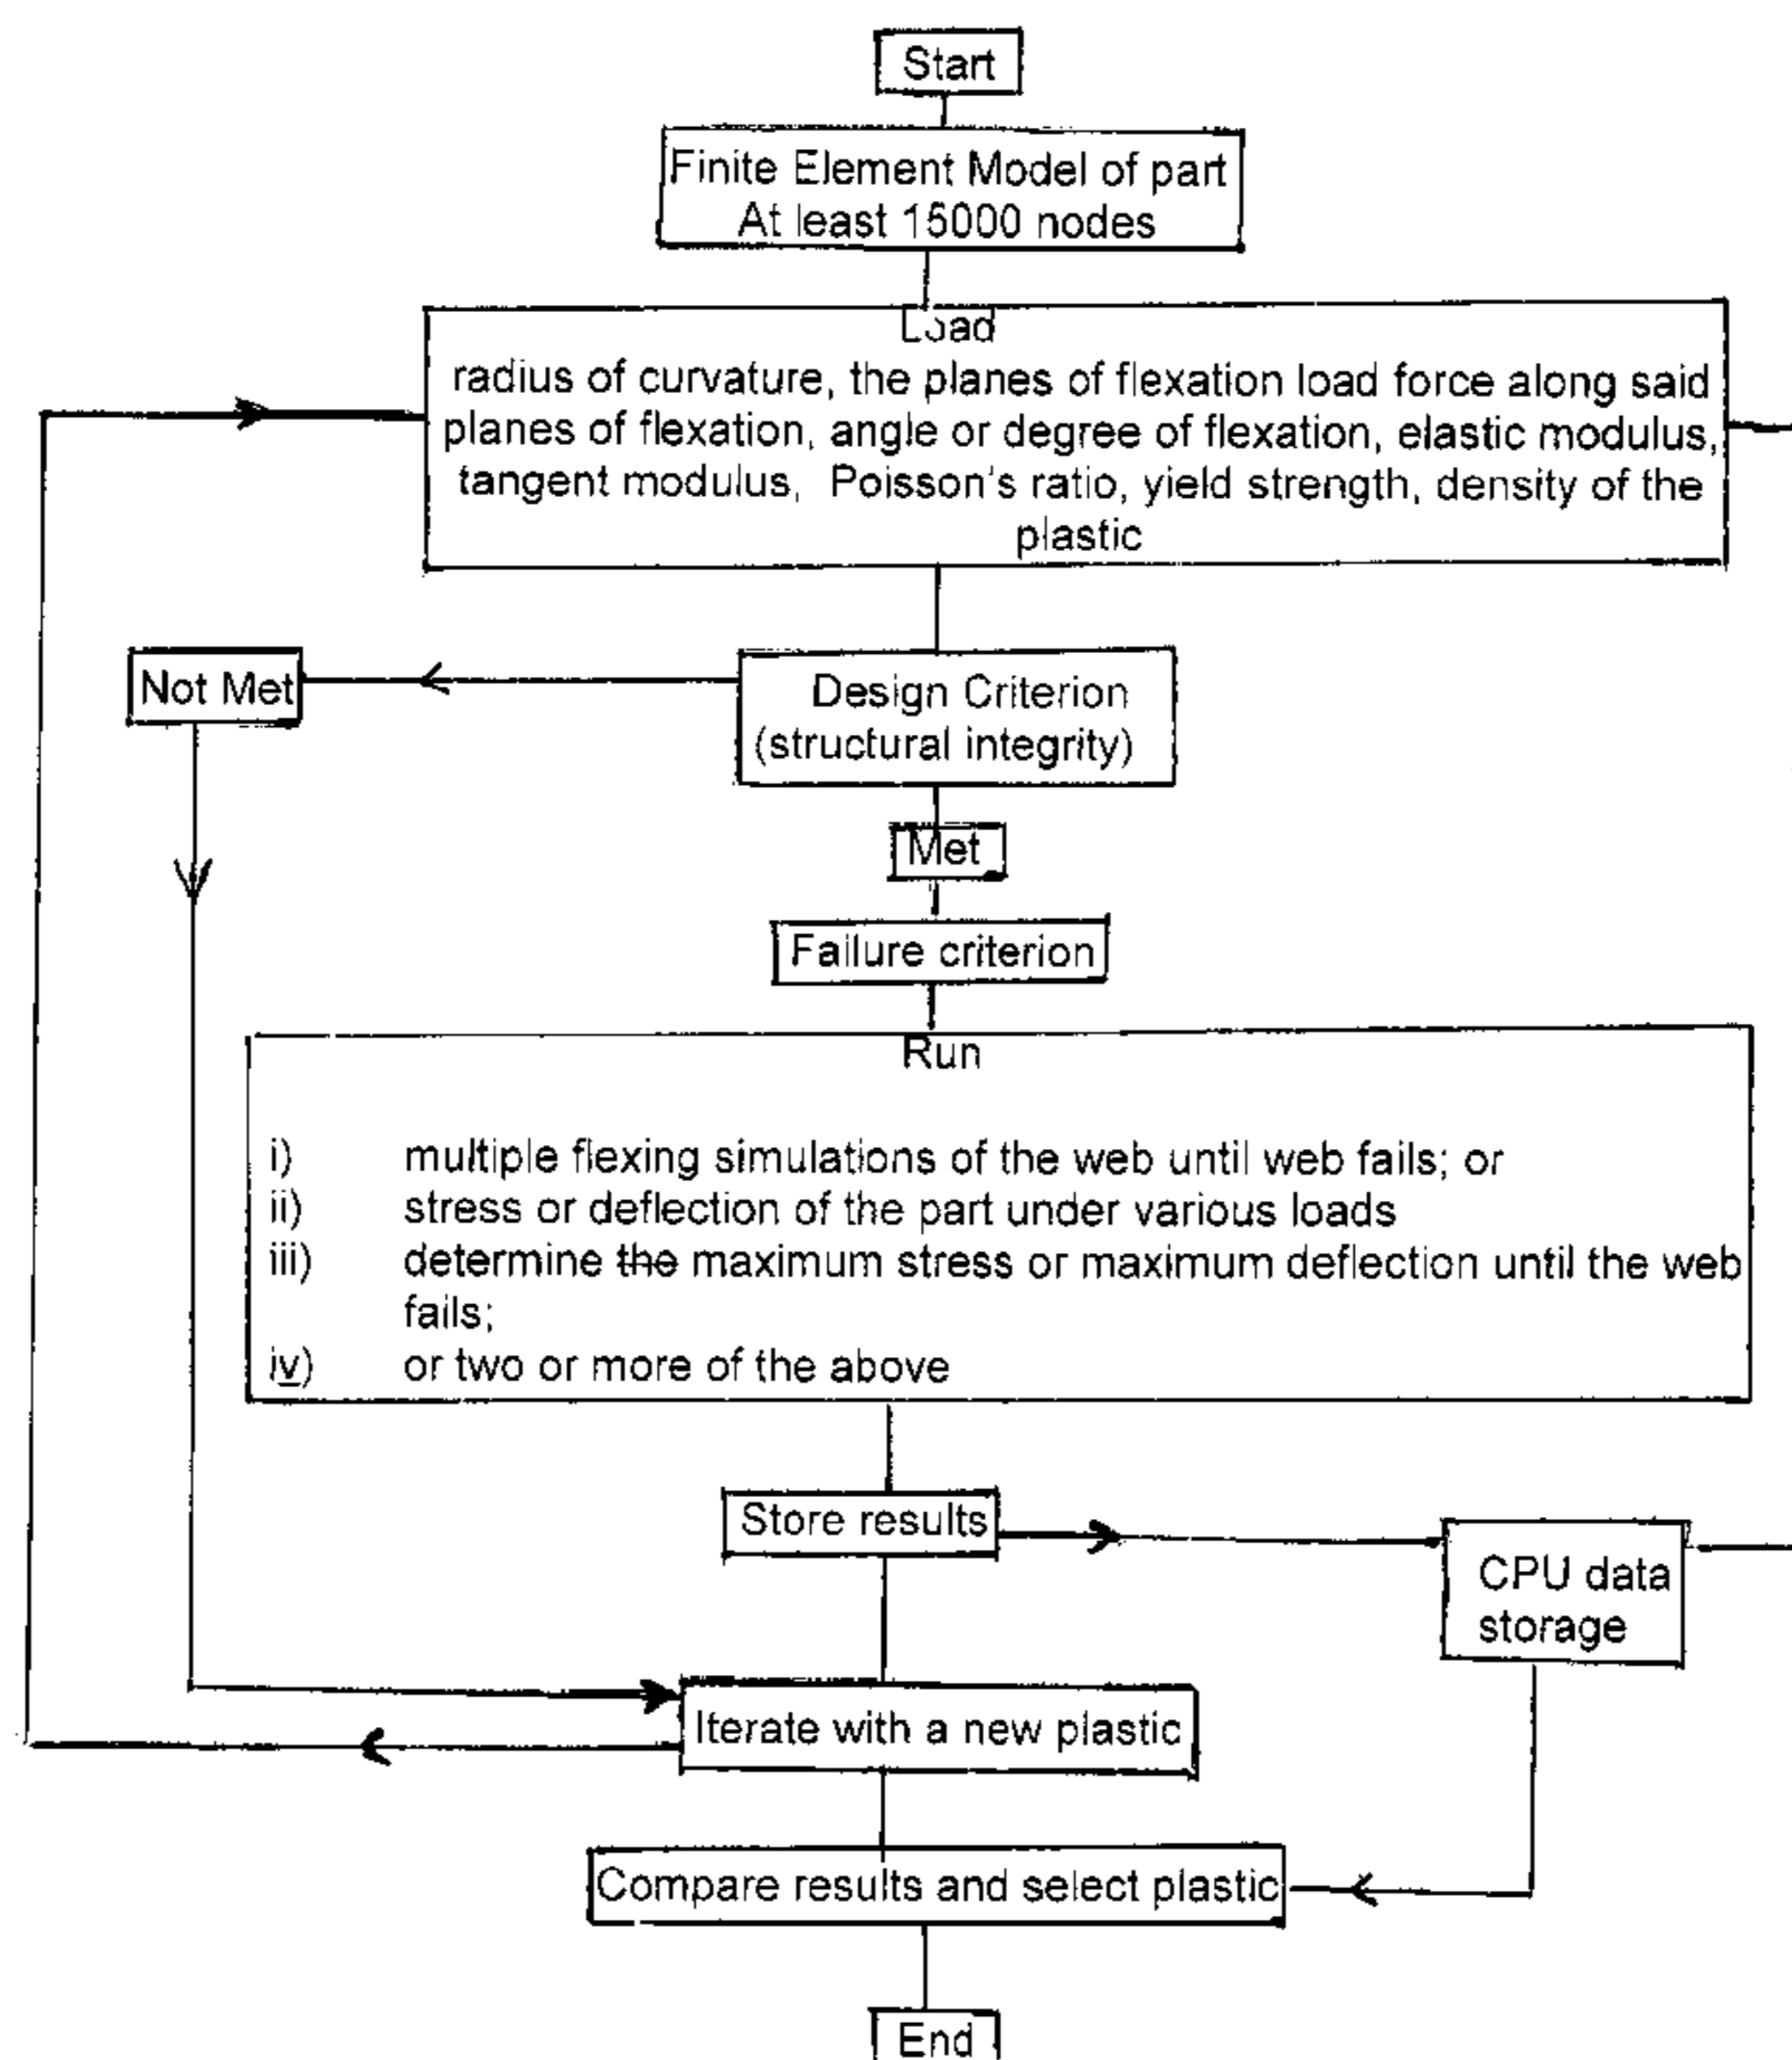 Start
Finite Element Model of part
At least 15000 nodes
Load
radius of curvature, the planes of flexation load force along said
planes of flexation, angle or degree of flexation, elastic modulus,
tangent modulus, Poisson's ratio, yield strength, density of the
plastic
Not Met
Design Criterion
(structural integrity)
Met
Failure criterion
Run
i) multiple flexing simulations of the web until web fails; or
ii) stress or deflection of the part under various loads
iii) determine the maximum stress or maximum deflection until the web
fails;
iv) or two or more of the above
Store results
CPU data
storage
Iterate with a new plastic
Compare results and select plastic
End